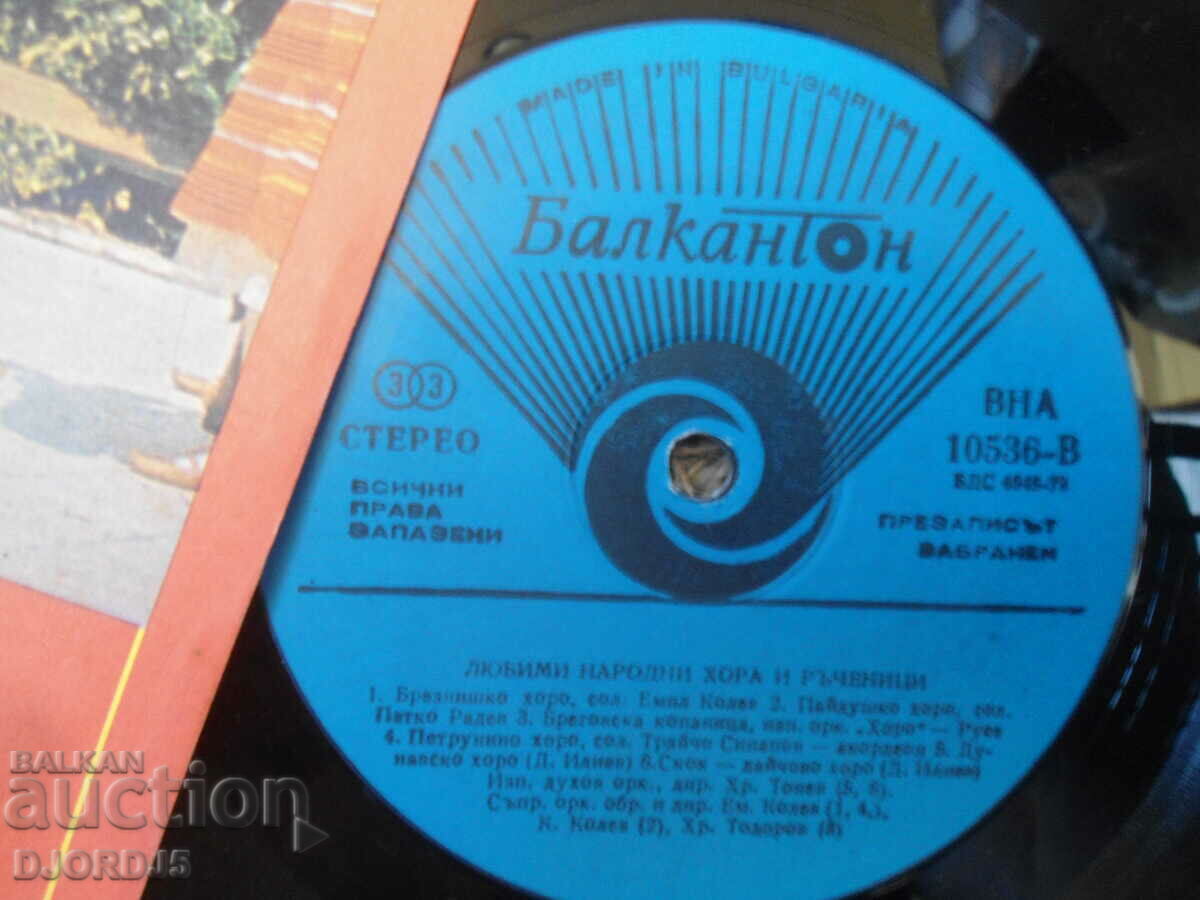 MADE IN BULGARIA
Балкантон
33
СТЕРЕО
ВСИЧКИ
ПРАВА
ЗАПАЗЕНИ
ВНА
10536-В
БДС
ПРЕЗАПИСЪТ
ЗАБРАНЕН
ЛЮБИМИ НАРОДНИ ХОРА И РЪЧЕНИЦИ
1. Брезнишко хоро, сол. Емил Колев 2. Пайдушко хоро, сол.
Петко Радев 3. Бреговска копаница, изп. орк. „Хоро“ — Русе
4. Петрунино хоро, сол. Трайчо Синапов — акордеон 5. Ду-
навско хоро (Д. Илиев) 6. Скок — дайчово хоро (Д. Илиев)
Изп. духов орк., дир. Хр. Тонев (5, 6).
Съпр. орк. обр. и дир. Ем. Колев (1, 4,),
К. Колев (2), Хр. Тодоров (3)
BALKAN
auction
DJORDJ5